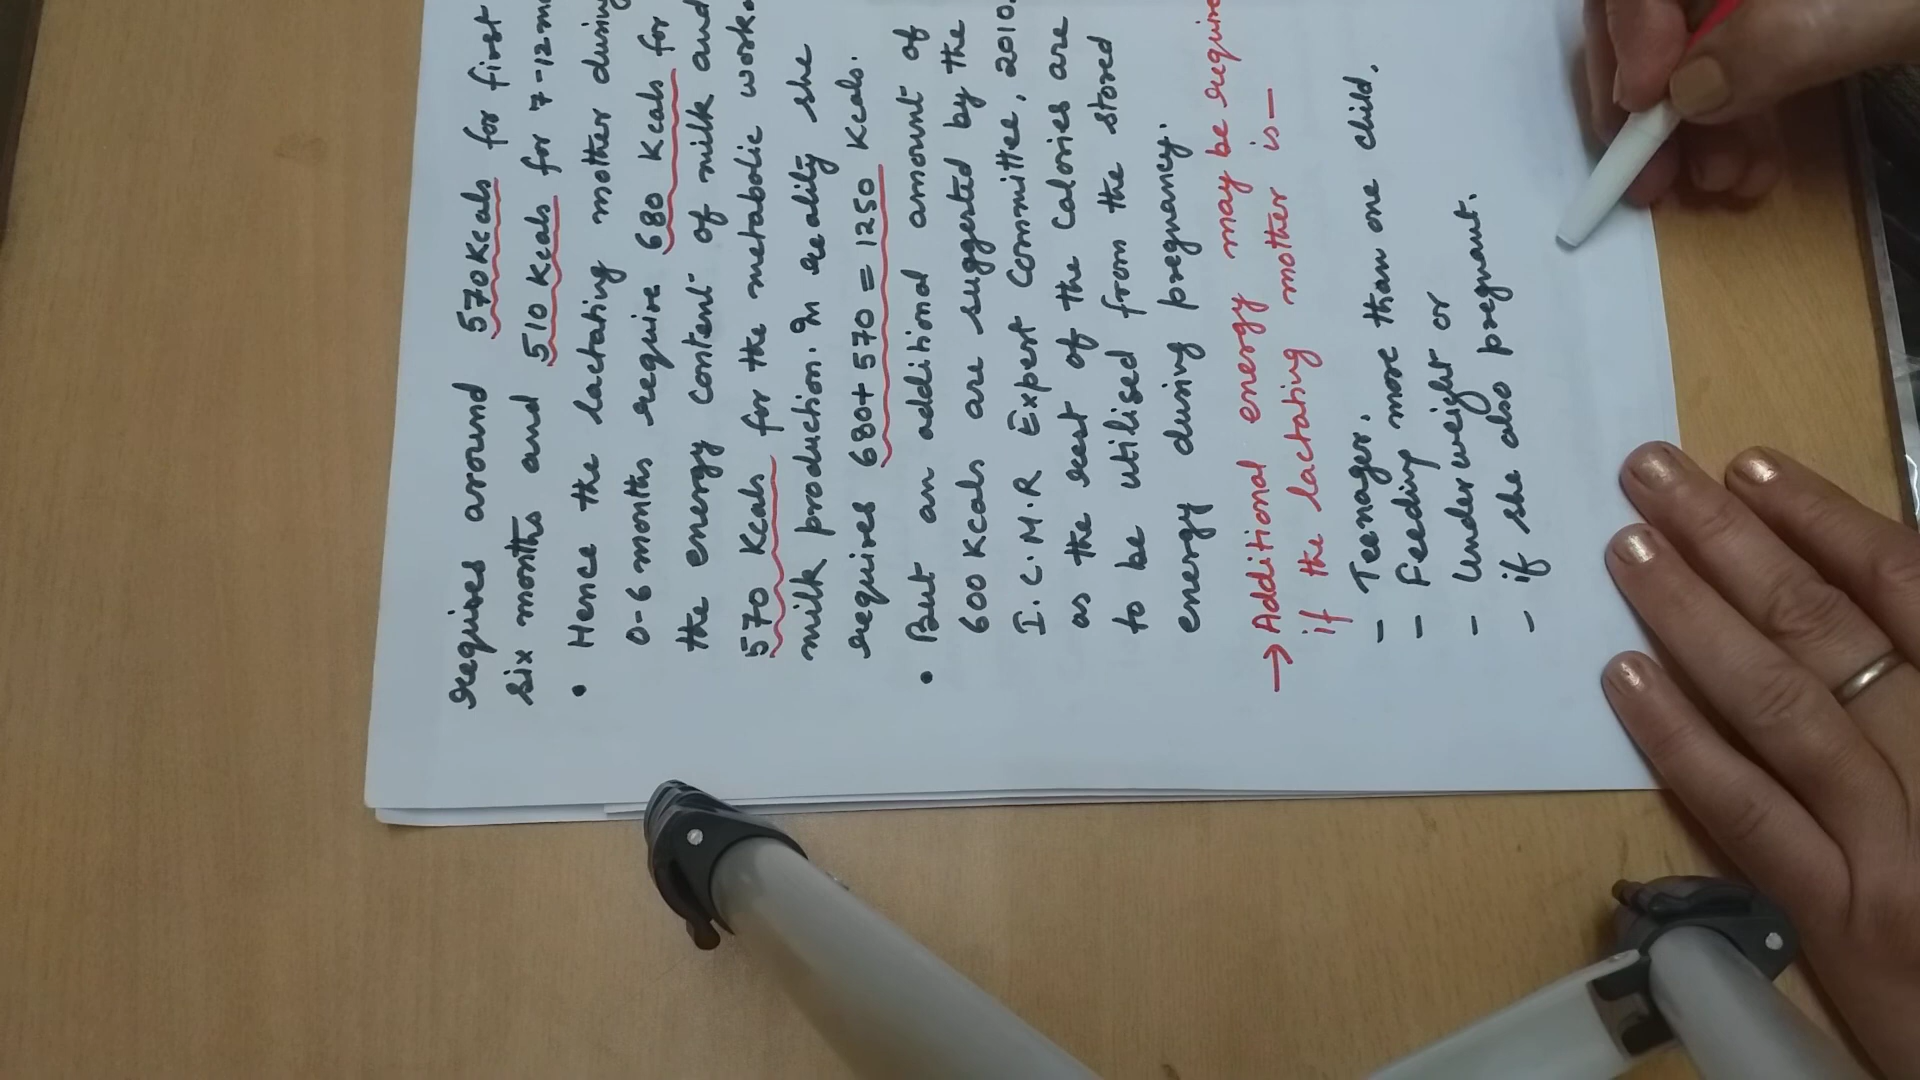 requires around 570 Kcals for first
six months and 510 Kcals for 7-12 mo
• Hence the lactating mother during
0-6 months require 680 Kcals for
the energy content of milk and
570 Kcals for the metabolic work.
milk production. In reality she
requires 680+ 570 = 1250 Kcals.
• But an additional amount of
600 Kcals are suggested by the
I.C.M.R Expert Committee, 2010.
as the rest of the Calories are
to be utilised from the stored
energy during pregnancy.
→ Additional energy may be require
if the lactating mother is —
- Teenager.
- Feeding more than one child.
- Underweight or
- if she also pregnant.